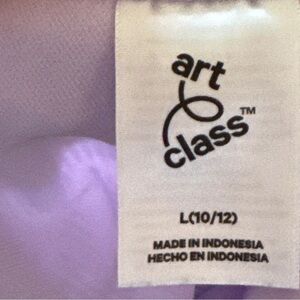 art
class™
L(10/12)
MADE IN INDONESIA
HECHO EN INDONESIA